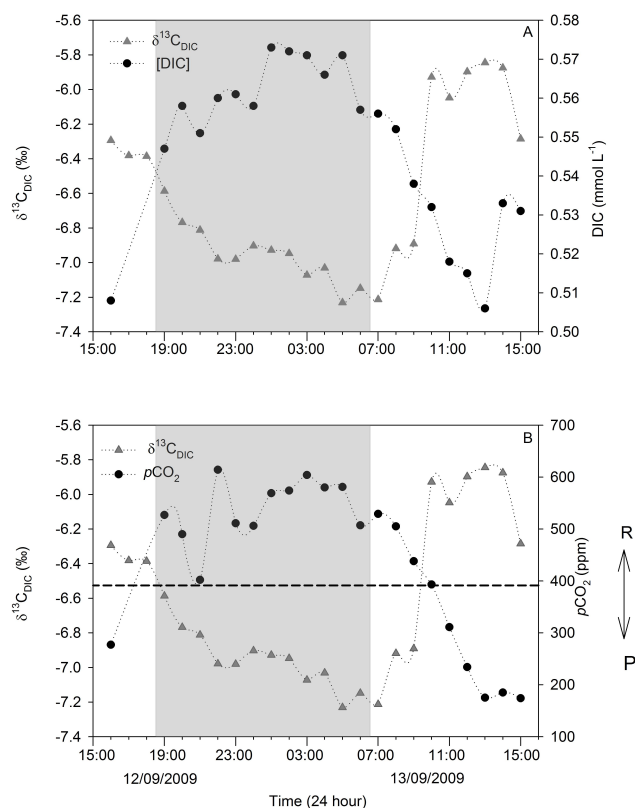 A
δ13CDIC
[DIC]
δ13CDIC (‰)
-5.6
-5.8
-6.0
-6.2
-6.4
-6.6
-6.8
-7.0
-7.2
-7.4
DIC (mmol L-1)
0.58
0.57
0.56
0.55
0.54
0.53
0.52
0.51
0.50
15:00 19:00 23:00 03:00 07:00 11:00 15:00
B
δ13CDIC
pCO2
δ13CDIC (‰)
-5.6
-5.8
-6.0
-6.2
-6.4
-6.6
-6.8
-7.0
-7.2
-7.4
pCO2 (ppm)
700
600
500
400
300
200
100
R
P
15:00 19:00 23:00 03:00 07:00 11:00 15:00
12/09/2009 13/09/2009
Time (24 hour)